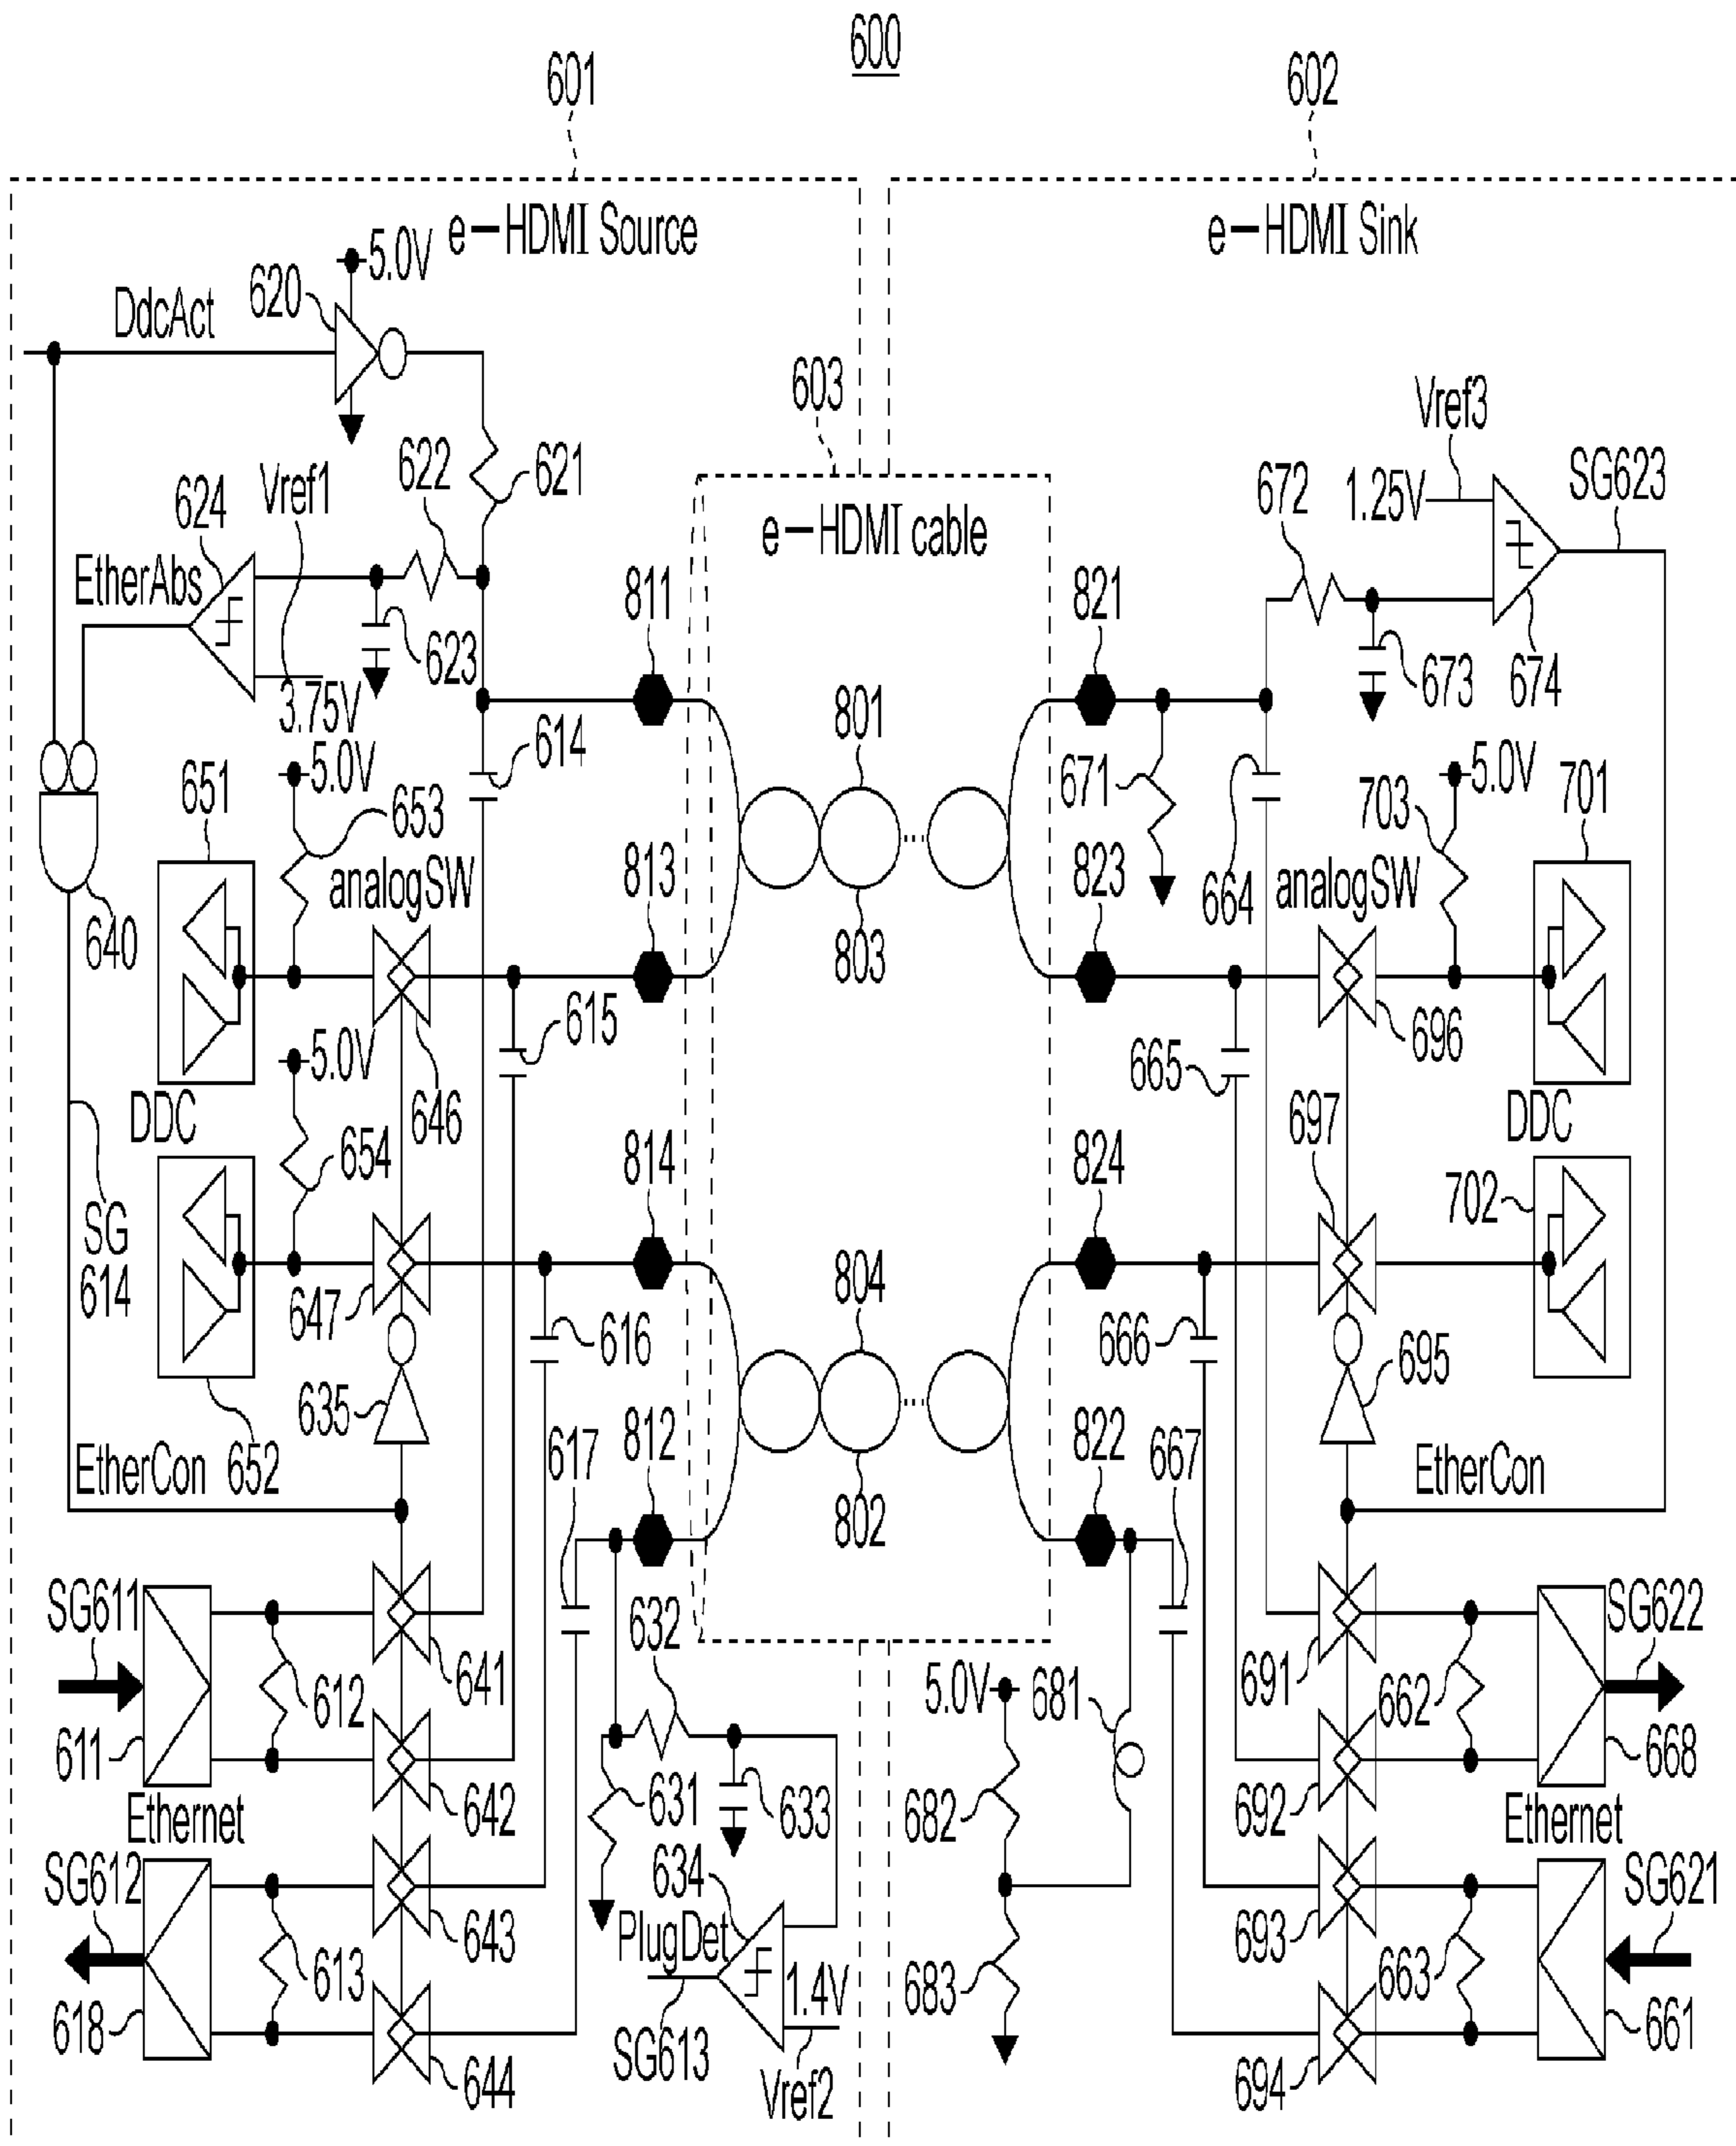 600
601
602
e-HDMI Source
e-HDMI Sink
5.0V
620
DdcAct
603
Vref3
622
621
624
Vref1
672
1.25V
SG623
e-HDMI cable
EtherAbs
811
821
623
673
674
3.75V
801
614
5.0V
651
653
671
703
5.0V
701
analogSW
813
823
664
analogSW
640
803
615
696
5.0V
665
DDC
646
697
DDC
654
814
824
702
SG
614
647
616
804
666
635
695
617
812
822
667
EtherCon
652
802
EtherCon
SG611
632
SG622
641
5.0V
681
691
662
612
611
631
642
633
682
692
668
Ethernet
Ethernet
SG612
634
SG621
643
PlugDet
693
613
1.4V
683
663
618
SG613
661
644
Vref2
694